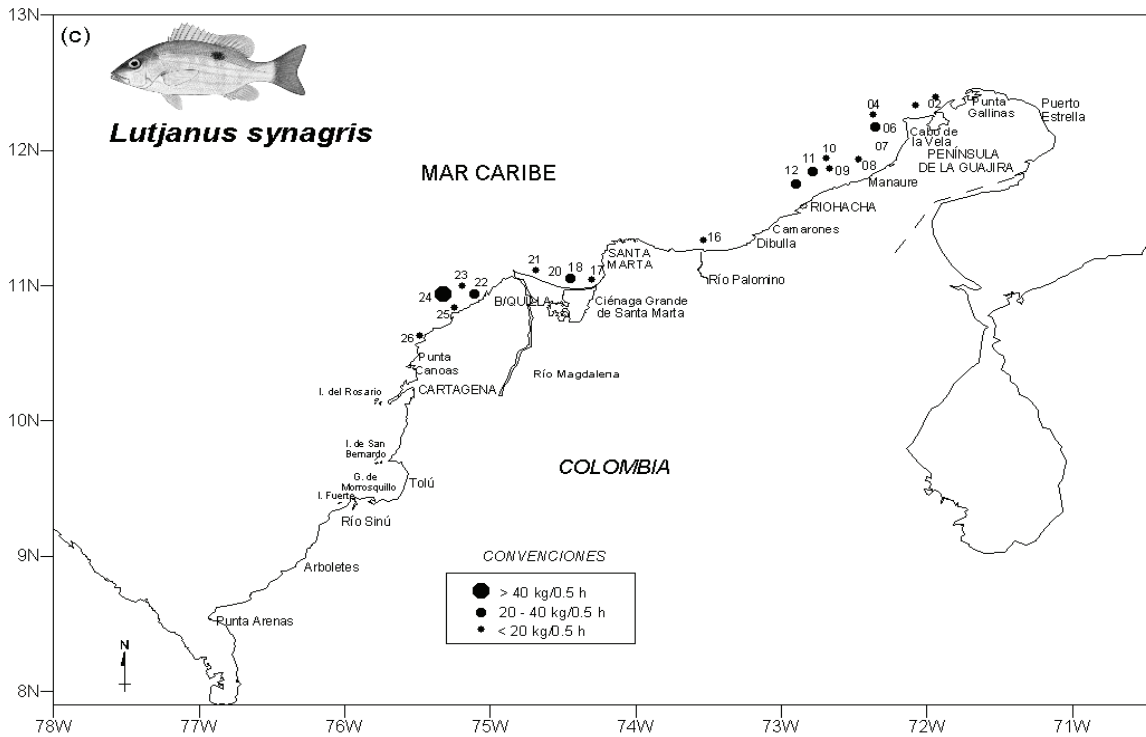 13N
(c)
Lutjanus synagris
04
02
Punta
Gallinas
Puerto
Estrella
12N
06
Cabo de
la Vela
MAR CARIBE
10
07
PENÍNSULA
DE LA GUAJIRA
12
11
09
08
Manaure
RIOHACHA
Camarones
Dibulla
16
SANTA
MARTA
Río Palomino
11N
21
20
18
17
24
23
22
B/QUILLA
Ciénaga Grande
de Santa Marta
25
26
Punta
Canoas
Río Magdalena
I. del Rosario
CARTAGENA
10N
I. de San
Bernardo
COLOMBIA
G. de
Morrosquillo
Tolú
I. Fuerte
Río Sinú
9N
Arboletes
CONVENCIONES
> 40 kg/0.5 h
20 - 40 kg/0.5 h
< 20 kg/0.5 h
Punta Arenas
N
8N
78W
77W
76W
75W
74W
73W
72W
71W